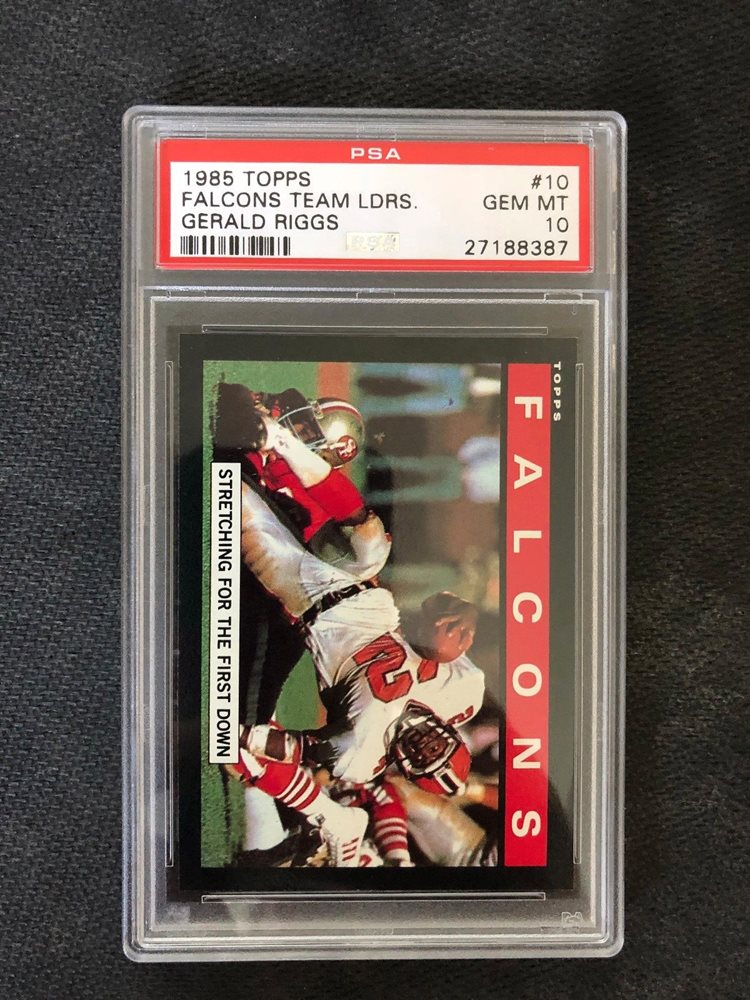 PSA
1985 TOPPS #10
FALCONS TEAM LDRS. GEM MT
GERALD RIGGS 10
PSA 27188387
TOPPS
FALCONS
STRETCHING FOR THE FIRST DOWN